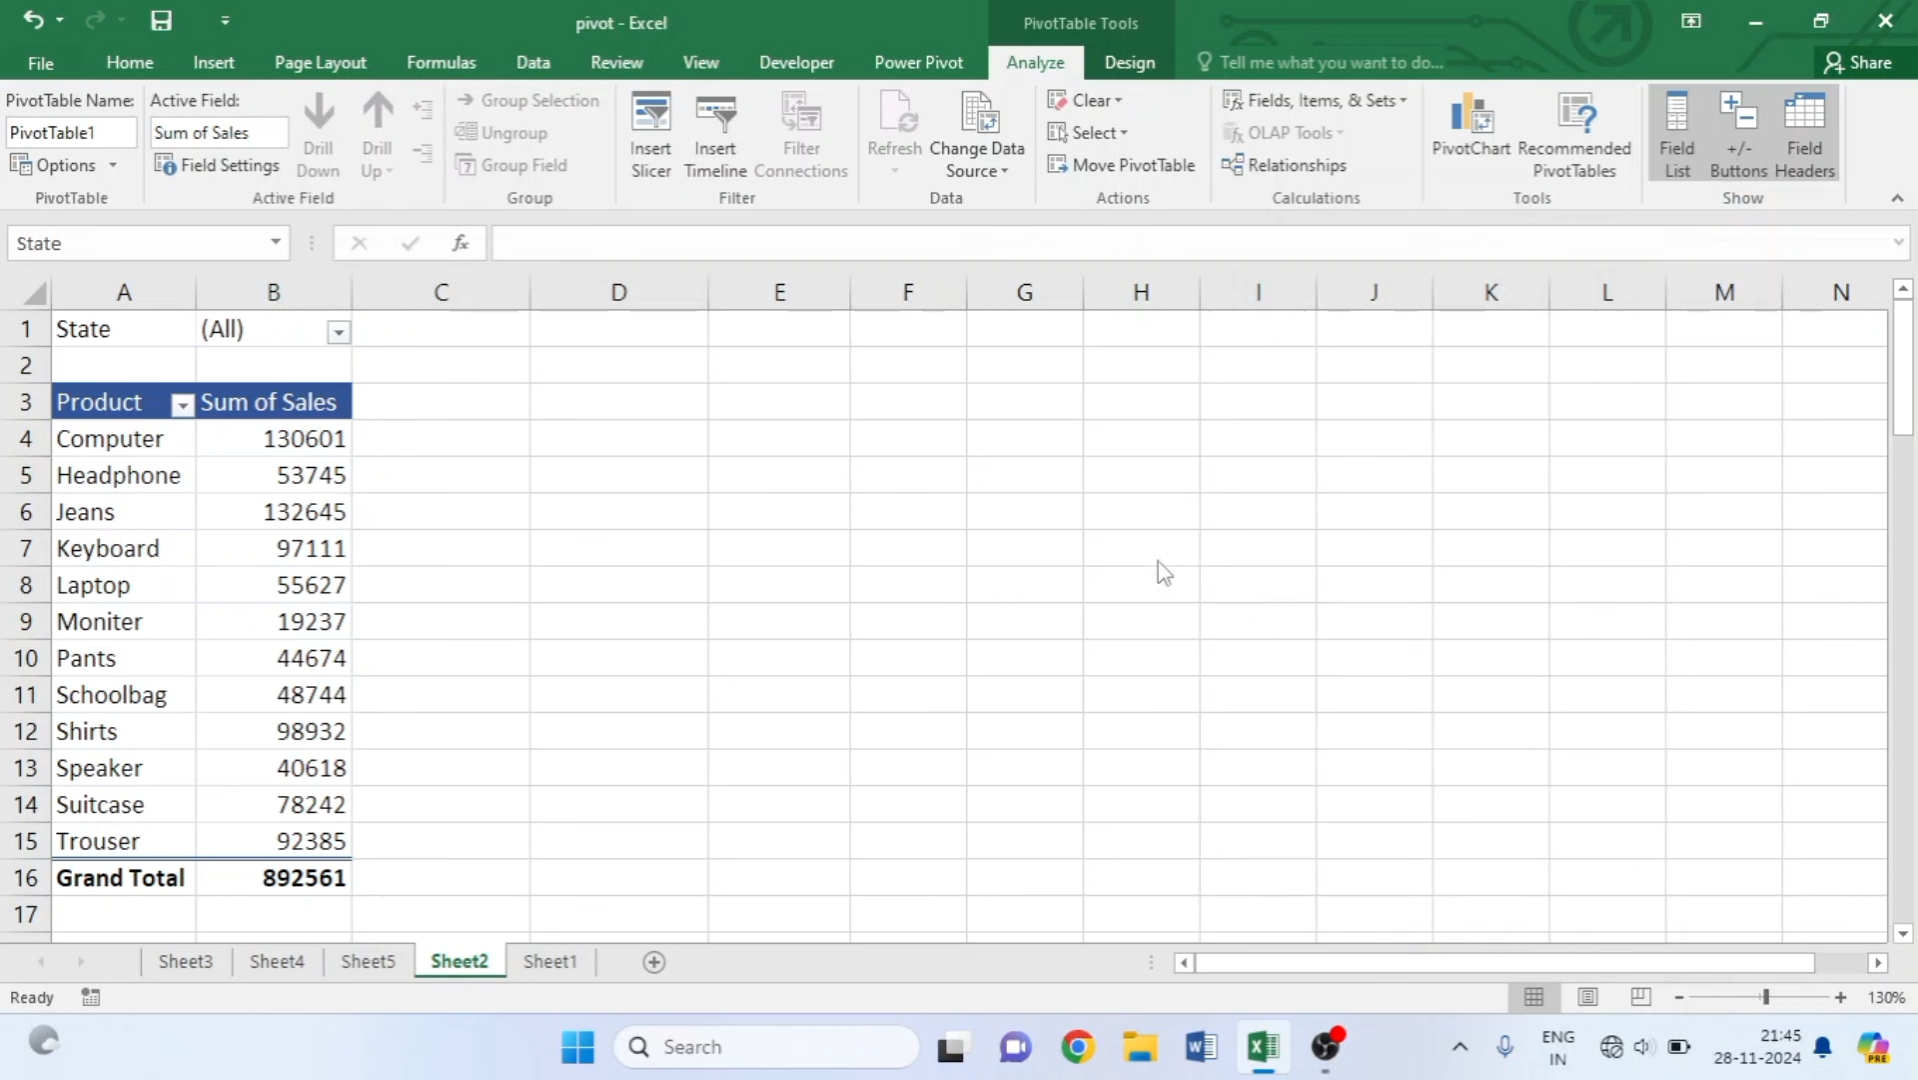 pivot - Excel
PivotTable Tools
File Home Insert Page Layout Formulas Data Review View Developer Power Pivot Analyze Design Tell me what you want to do... Share
PivotTable Name:
PivotTable1
Options
PivotTable
Active Field:
Sum of Sales
Field Settings
Drill Down
Drill Up
Active Field
Group Selection
Ungroup
Group Field
Group
Insert Slicer
Insert Timeline
Filter Connections
Filter
Refresh
Change Data Source
Data
Clear
Select
Move PivotTable
Actions
Fields, Items, & Sets
OLAP Tools
Relationships
Calculations
PivotChart
Recommended PivotTables
Tools
Field List
+/- Buttons
Field Headers
Show
State
fx
A B C D E F G H I J K L M N
1 State (All)
2
3 Product Sum of Sales
4 Computer 130601
5 Headphone 53745
6 Jeans 132645
7 Keyboard 97111
8 Laptop 55627
9 Moniter 19237
10 Pants 44674
11 Schoolbag 48744
12 Shirts 98932
13 Speaker 40618
14 Suitcase 78242
15 Trouser 92385
16 Grand Total 892561
17
Sheet3 Sheet4 Sheet5 Sheet2 Sheet1
Ready
130%
Search
ENG
IN
21:45
28-11-2024
PRE